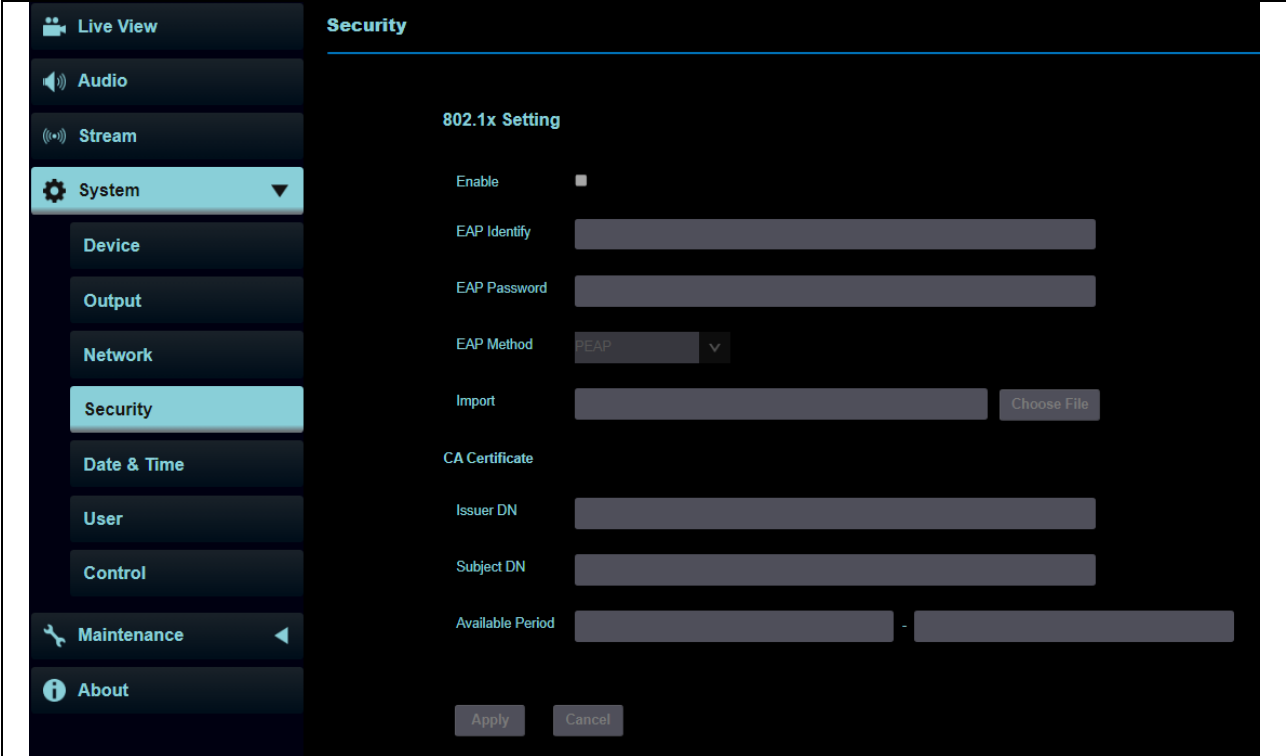 Live View
Audio
Stream
System
Device
Output
Network
Security
Date & Time
User
Control
Maintenance
About
Security
802.1x Setting
Enable
EAP Identify
EAP Password
EAP Method PEAP
Import Choose File
CA Certificate
Issuer DN
Subject DN
Available Period -
Apply Cancel